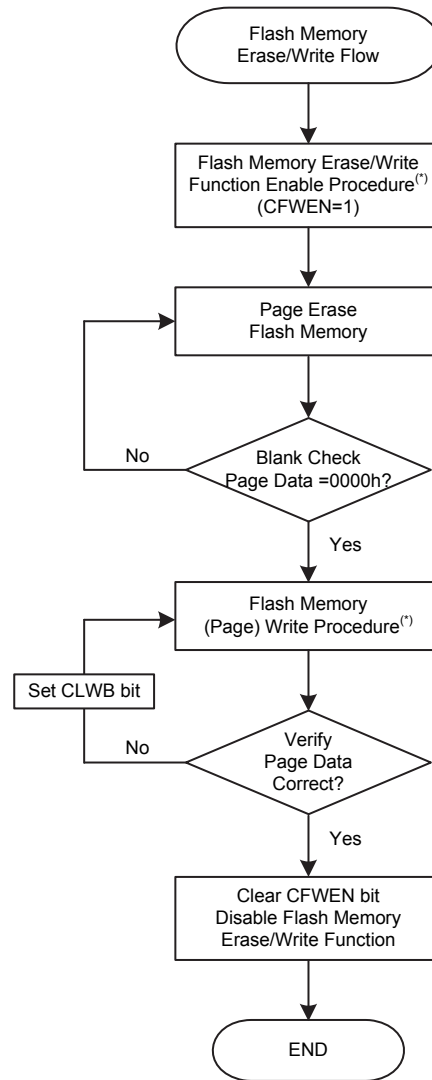 Flash Memory
Erase/Write Flow
Flash Memory Erase/Write
Function Enable Procedure(*)
(CFWEN=1)
Page Erase
Flash Memory
Blank Check
Page Data =0000h?
No
Yes
Flash Memory
(Page) Write Procedure(*)
Set CLWB bit
Verify
Page Data
Correct?
No
Yes
Clear CFWEN bit
Disable Flash Memory
Erase/Write Function
END